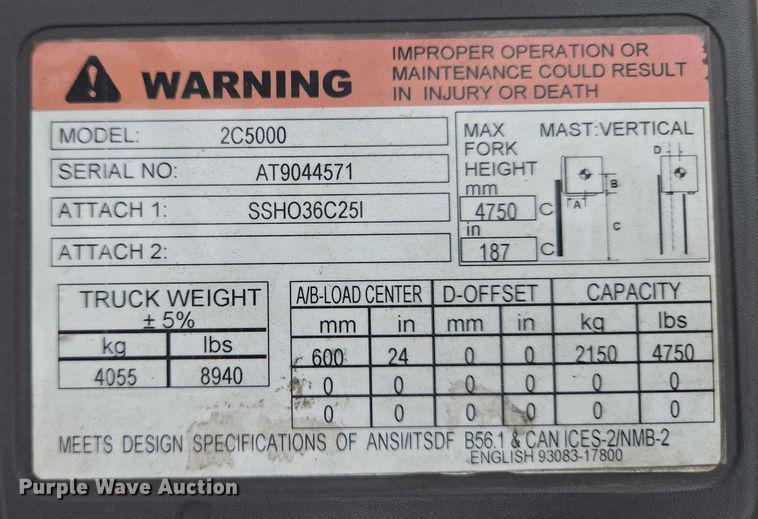 WARNING
IMPROPER OPERATION OR
MAINTENANCE COULD RESULT
IN INJURY OR DEATH
MODEL: 2C5000
SERIAL NO: AT9044571
ATTACH 1: SSHO36C25I
ATTACH 2:
MAX FORK HEIGHT
MAST:VERTICAL
mm
4750 C
in
187 C
A
B
C
D
TRUCK WEIGHT
± 5%
kg lbs
4055 8940
A/B-LOAD CENTER D-OFFSET CAPACITY
mm in mm in kg lbs
600 24 0 0 2150 4750
0 0 0 0 0 0
0 0 0 0 0 0
MEETS DESIGN SPECIFICATIONS OF ANSI/ITSDF B56.1 & CAN ICES-2/NMB-2
ENGLISH 93083-17800
Purple Wave Auction